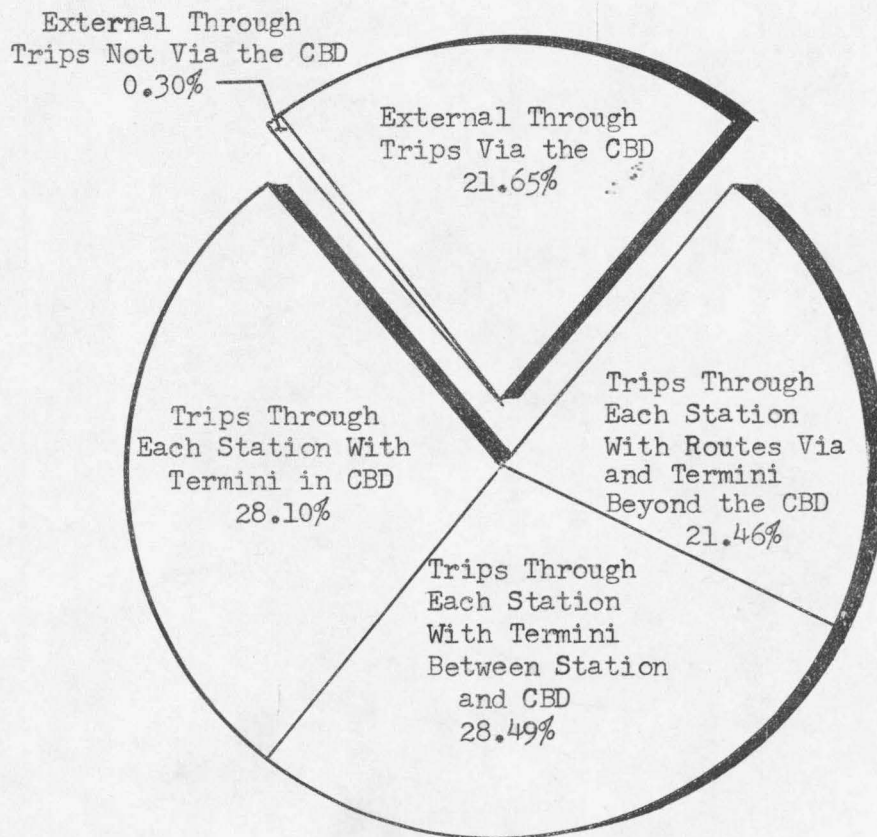 External Through
Trips Not Via the CBD
0.30%
External Through
Trips Via the CBD
21.65%
Trips Through
Each Station
With Routes Via
and Termini
Beyond the CBD
21.46%
Trips Through
Each Station With
Termini in CBD
28.10%
Trips Through
Each Station
With Termini
Between Station
and CBD
28.49%